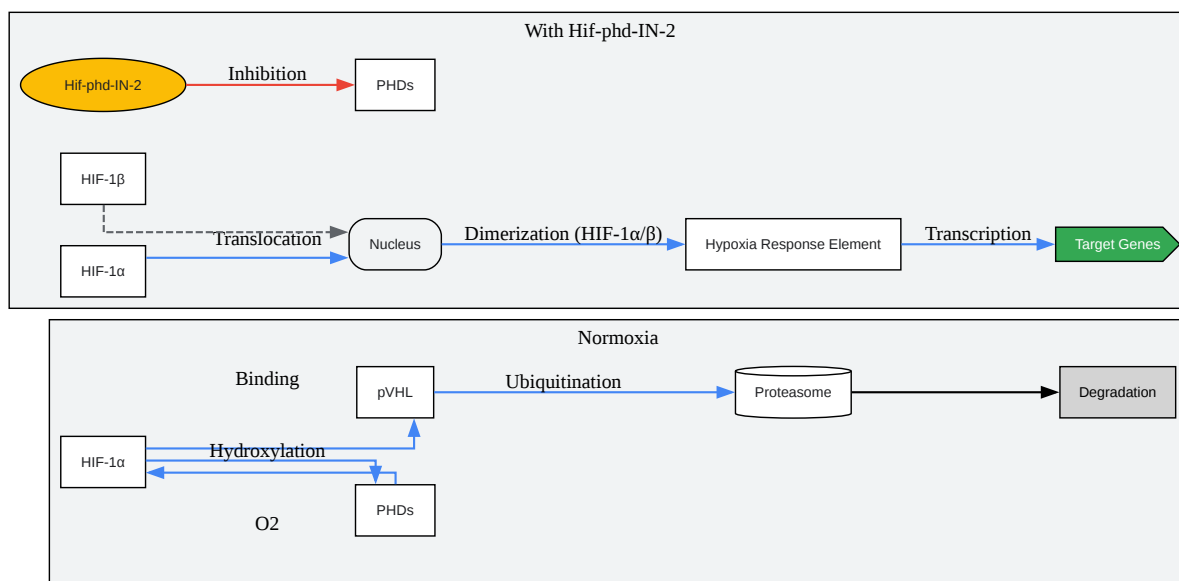 With Hif-phd-IN-2
Hif-phd-IN-2
Inhibition
PHDs
HIF-1β
Translocation
HIF-1α
Nucleus
Dimerization (HIF-1α/β)
Hypoxia Response Element
Transcription
Target Genes
Normoxia
Binding
pVHL
Ubiquitination
Proteasome
Degradation
HIF-1α
Hydroxylation
PHDs
O2